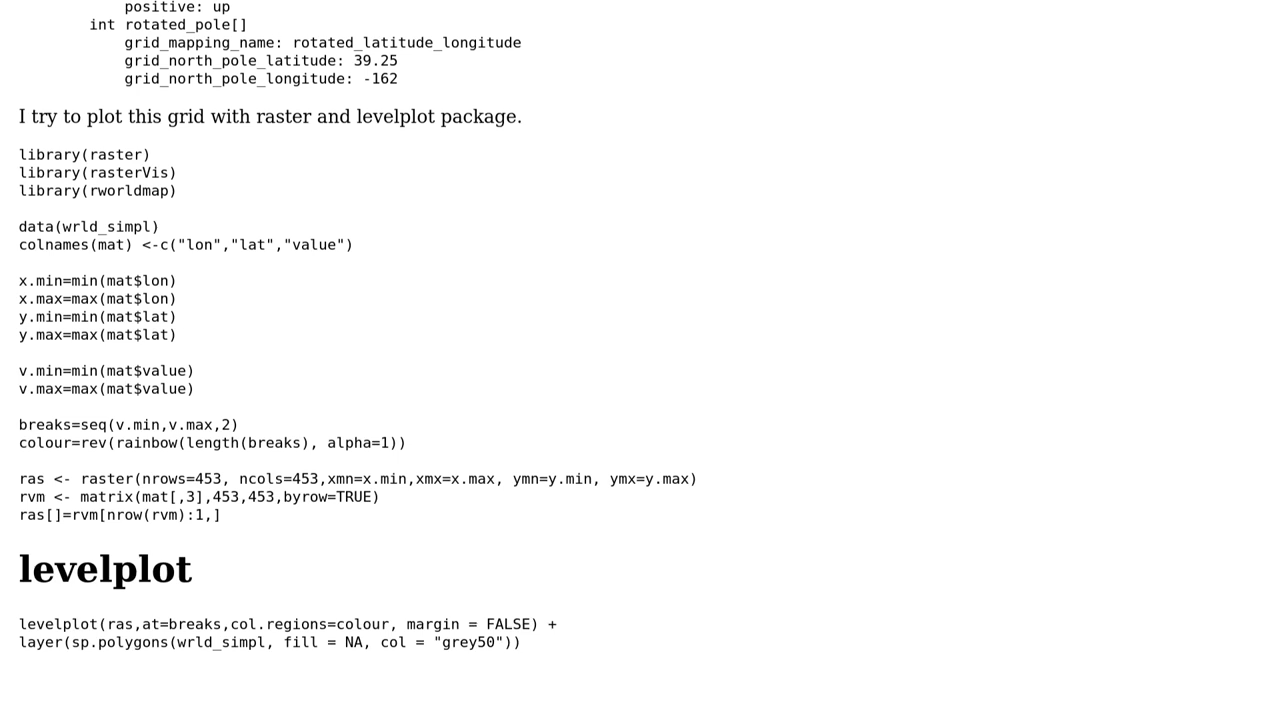 positive: up
int rotated_pole[]
grid_mapping_name: rotated_latitude_longitude
grid_north_pole_latitude: 39.25
grid_north_pole_longitude: -162
I try to plot this grid with raster and levelplot package.
library(raster)
library(rasterVis)
library(rworldmap)
data(wrld_simpl)
colnames(mat) <-c("lon","lat","value")
x.min=min(mat$lon)
x.max=max(mat$lon)
y.min=min(mat$lat)
y.max=max(mat$lat)
v.min=min(mat$value)
v.max=max(mat$value)
breaks=seq(v.min,v.max,2)
colour=rev(rainbow(length(breaks), alpha=1))
ras <- raster(nrows=453, ncols=453,xmn=x.min,xmx=x.max, ymn=y.min, ymx=y.max)
rvm <- matrix(mat[,3],453,453,byrow=TRUE)
ras[]=rvm[nrow(rvm):1,]
levelplot
levelplot(ras,at=breaks,col.regions=colour, margin = FALSE) +
layer(sp.polygons(wrld_simpl, fill = NA, col = "grey50"))